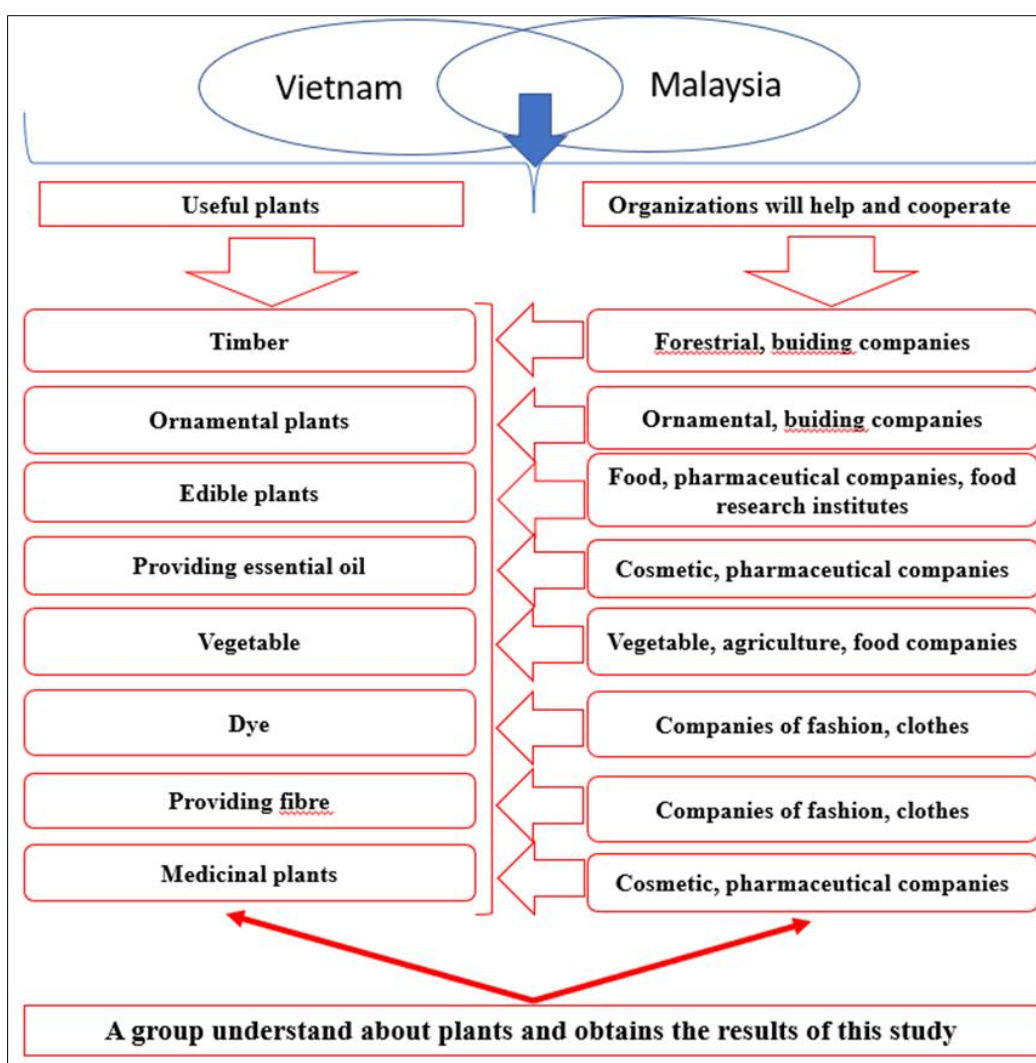 Vietnam
Malaysia
Useful plants
Organizations will help and cooperate
Timber
Forestrial, buiding companies
Ornamental plants
Ornamental, buiding companies
Edible plants
Food, pharmaceutical companies, food
research institutes
Providing essential oil
Cosmetic, pharmaceutical companies
Vegetable
Vegetable, agriculture, food companies
Dye
Companies of fashion, clothes
Providing fibre
Companies of fashion, clothes
Medicinal plants
Cosmetic, pharmaceutical companies
A group understand about plants and obtains the results of this study